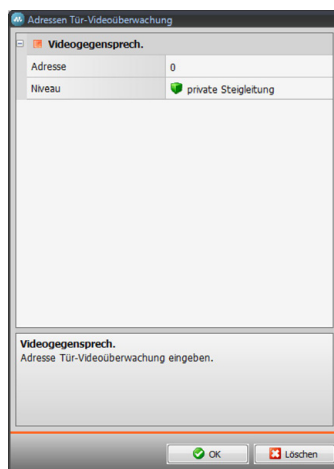 Adressen Tür-Videoüberwachung
Videogegensprech.
Adresse 0
Niveau private Steigleitung
Videogegensprech.
Adresse Tür-Videoüberwachung eingeben.
OK Löschen